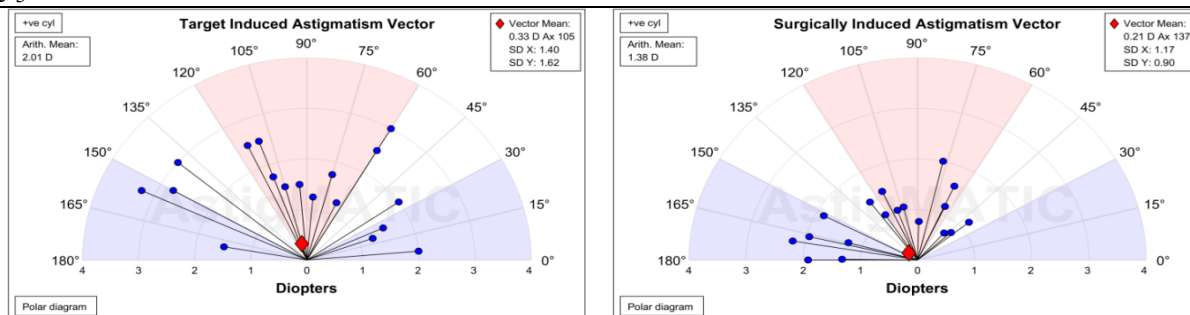 +ve cyl
Target Induced Astigmatism Vector
Vector Mean:
0.33 D Ax 105
SD X: 1.40
SD Y: 1.62
Arith. Mean:
2.01 D
90°
105°
75°
120°
60°
135°
45°
150°
30°
165°
15°
180°
0°
AstigMATIC
4
3
2
1
0
1
2
3
4
Diopters
Polar diagram
+ve cyl
Surgically Induced Astigmatism Vector
Vector Mean:
0.21 D Ax 137
SD X: 1.17
SD Y: 0.90
Arith. Mean:
1.38 D
90°
105°
75°
120°
60°
135°
45°
150°
30°
165°
15°
180°
0°
AstigMATIC
4
3
2
1
0
1
2
3
4
Diopters
Polar diagram